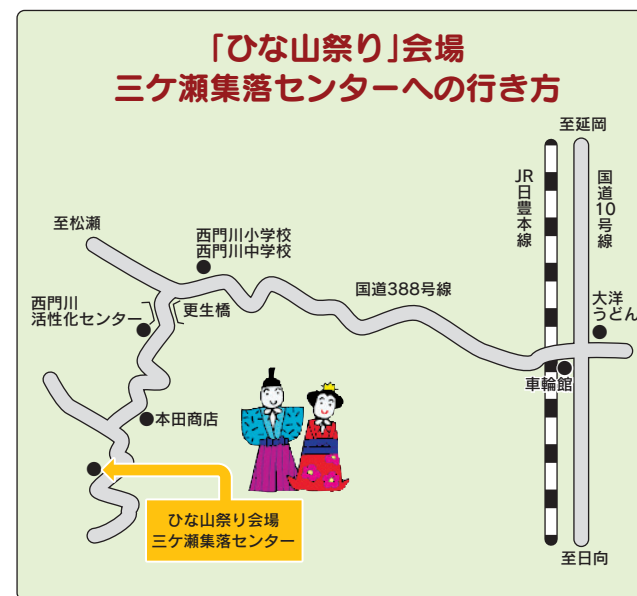 「ひな山祭り」会場
三ケ瀬集落センターへの行き方
至延岡
JR日豊本線
国道10号線
至松瀬
西門川小学校
西門川中学校
国道388号線
西門川
活性化センター
更生橋
大洋
うどん
車輪館
本田商店
ひな山祭り会場
三ケ瀬集落センター
至日向